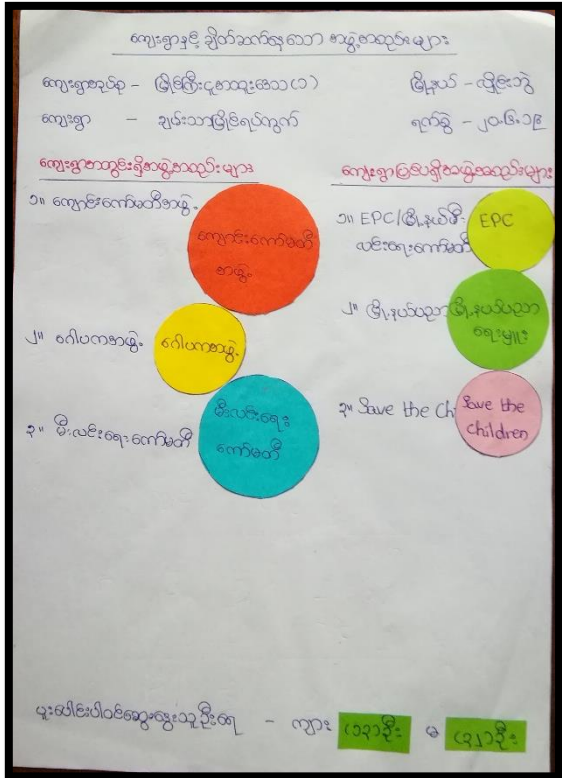 ကျေးရွာနှင့် ချိတ်ဆက်နေသော အဖွဲ့အစည်းများ
ကျေးရွာအုပ်စု - မြိုင်ကြီးငူအထူးဒေသ(၁)
မြို့နယ် - လှိုင်းဘွဲ
ကျေးရွာ - ချမ်းသာမြိုင်ရပ်ကွက်
ရက်စွဲ - ၂၀.၆.၁၉
ကျေးရွာအတွင်းရှိအဖွဲ့အစည်းများ
၁။ ကျောင်းကော်မတီအဖွဲ့
ကျောင်းကော်မတီ
အဖွဲ့
၂။ ဂေါပကအဖွဲ့
ဂေါပကအဖွဲ့
၃။ မီးလင်းရေးကော်မတီ
မီးလင်းရေး
ကော်မတီ
ကျေးရွာပြင်ပရှိအဖွဲ့အစည်းများ
၁။ EPC/မြို့နယ်မီး
လင်းရေးကော်မတီ
EPC
၂။ မြို့နယ်ပညာ
မြို့နယ်ပညာ
ရေးမှူး
၃။ Save the Ch
Save the
children
ပူးပေါင်းပါဝင်ဆွေးနွေးသူဦးရေ - ကျား (၁၃)ဦး မ (၃၂)ဦး